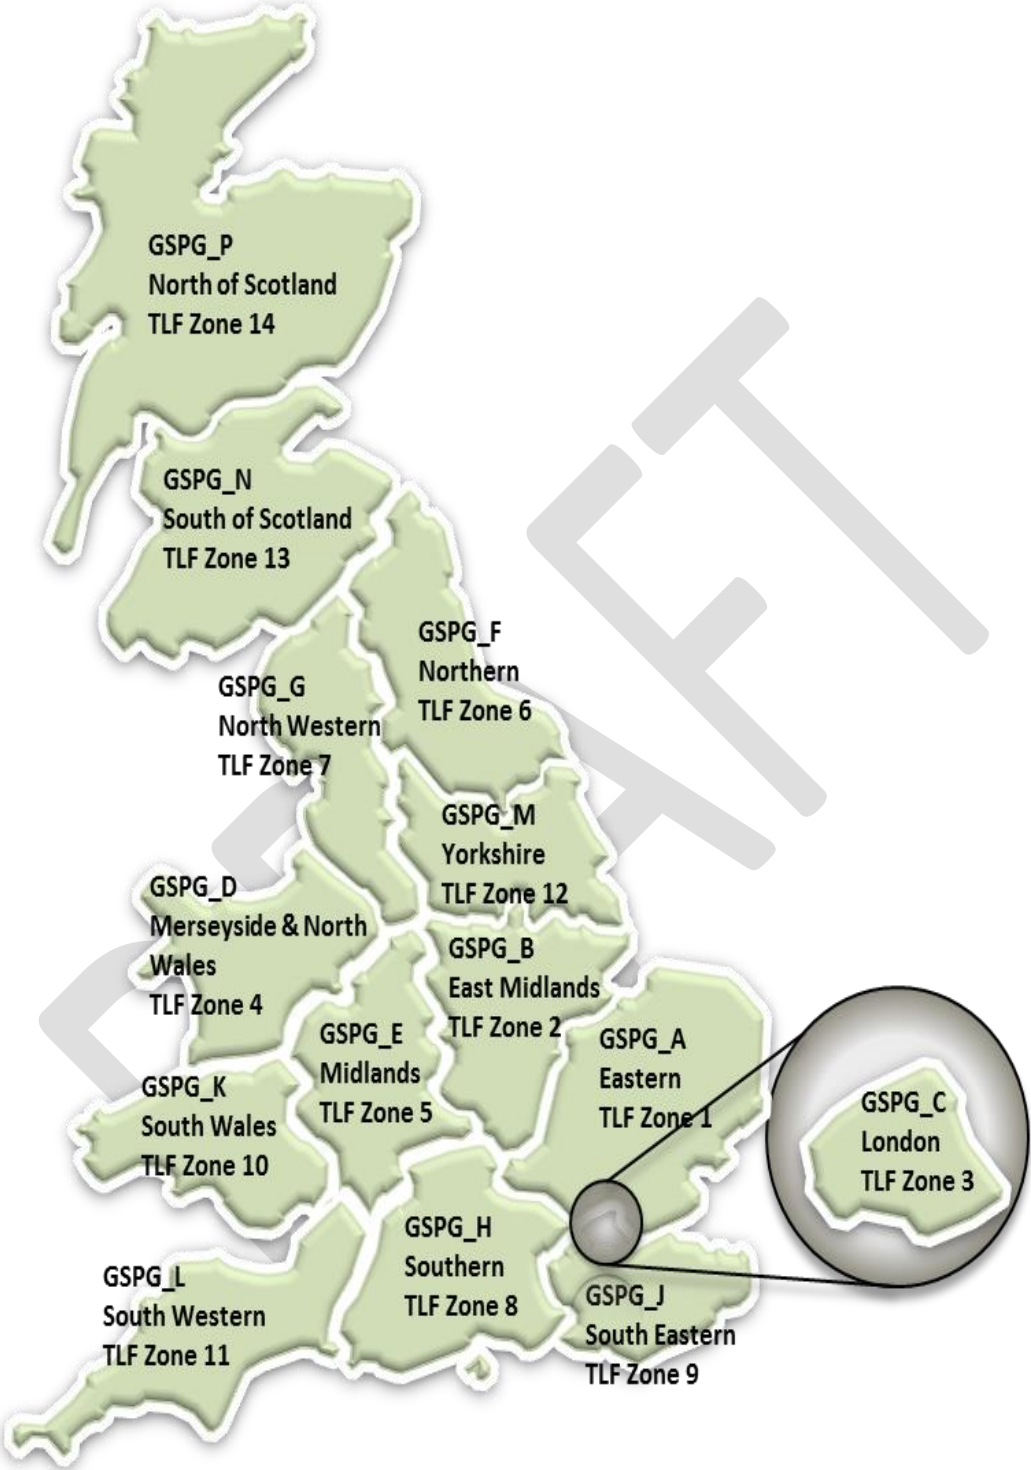 GSPG_P
North of Scotland
TLF Zone 14
GSPG_N
South of Scotland
TLF Zone 13
GSPG_F
Northern
TLF Zone 6
GSPG_G
North Western
TLF Zone 7
GSPG_M
Yorkshire
TLF Zone 12
GSPG_D
Merseyside & North
Wales
TLF Zone 4
GSPG_B
East Midlands
TLF Zone 2
GSPG_E
Midlands
TLF Zone 5
GSPG_A
Eastern
TLF Zone 1
GSPG_C
London
TLF Zone 3
GSPG_K
South Wales
TLF Zone 10
GSPG_H
Southern
TLF Zone 8
GSPG_L
South Western
TLF Zone 11
GSPG_J
South Eastern
TLF Zone 9
DRAFT